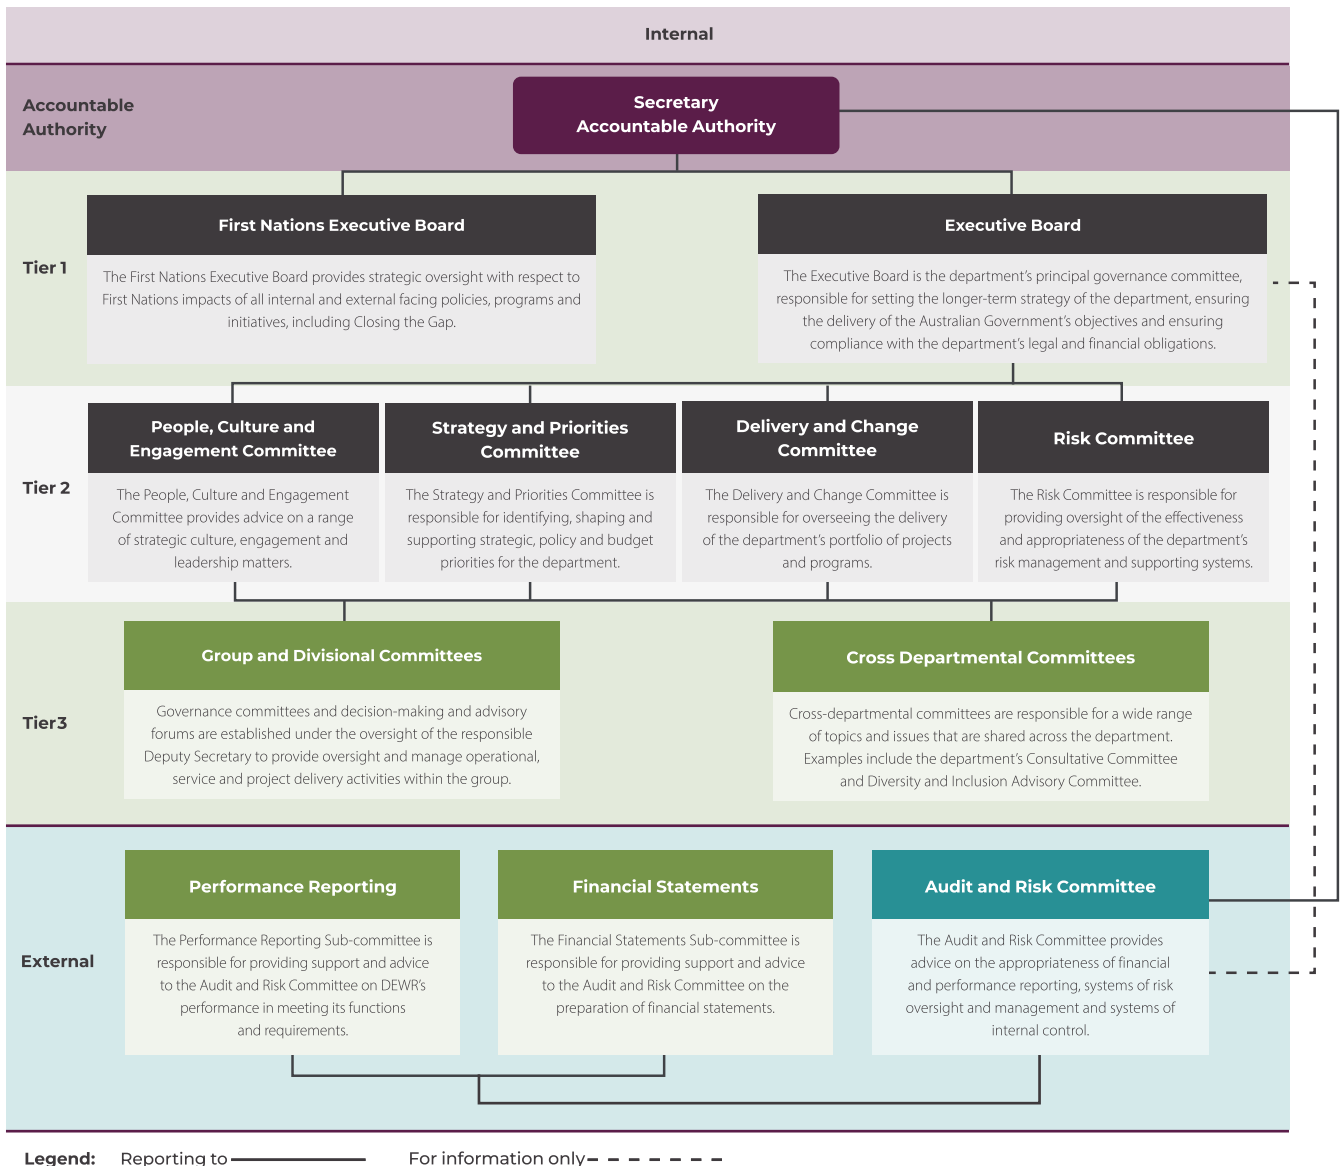 Internal
Accountable
Authority
Secretary
Accountable Authority
Tier 1
First Nations Executive Board
The First Nations Executive Board provides strategic oversight with respect to
First Nations impacts of all internal and external facing policies, programs and
initiatives, including Closing the Gap.
Executive Board
The Executive Board is the department's principal governance committee,
responsible for setting the longer-term strategy of the department, ensuring
the delivery of the Australian Government's objectives and ensuring
compliance with the department's legal and financial obligations.
Tier 2
People, Culture and
Engagement Committee
The People, Culture and Engagement
Committee provides advice on a range
of strategic culture, engagement and
leadership matters.
Strategy and Priorities
Committee
The Strategy and Priorities Committee is
responsible for identifying, shaping and
supporting strategic, policy and budget
priorities for the department.
Delivery and Change
Committee
The Delivery and Change Committee is
responsible for overseeing the delivery
of the department's portfolio of projects
and programs.
Risk Committee
The Risk Committee is responsible for
providing oversight of the effectiveness
and appropriateness of the department's
risk management and supporting systems.
Tier3
Group and Divisional Committees
Governance committees and decision-making and advisory
forums are established under the oversight of the responsible
Deputy Secretary to provide oversight and manage operational,
service and project delivery activities within the group.
Cross Departmental Committees
Cross-departmental committees are responsible for a wide range
of topics and issues that are shared across the department.
Examples include the department's Consultative Committee
and Diversity and Inclusion Advisory Committee.
External
Performance Reporting
The Performance Reporting Sub-committee is
responsible for providing support and advice
to the Audit and Risk Committee on DEWR's
performance in meeting its functions
and requirements.
Financial Statements
The Financial Statements Sub-committee is
responsible for providing support and advice
to the Audit and Risk Committee on the
preparation of financial statements.
Audit and Risk Committee
The Audit and Risk Committee provides
advice on the appropriateness of financial
and performance reporting, systems of risk
oversight and management and systems of
internal control.
Legend: Reporting to For information only